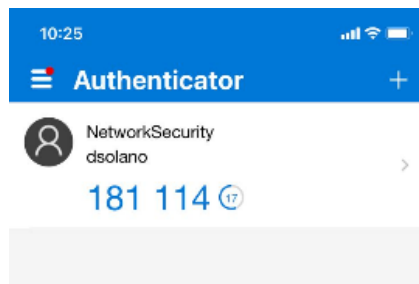 10:25
Authenticator
NetworkSecurity
dsolano
181 114 17